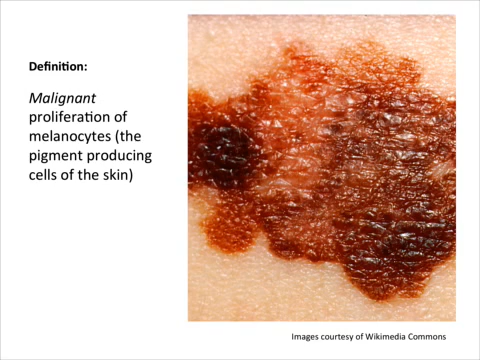 Definition:
Malignant
proliferation of
melanocytes (the
pigment producing
cells of the skin)
Images courtesy of Wikimedia Commons